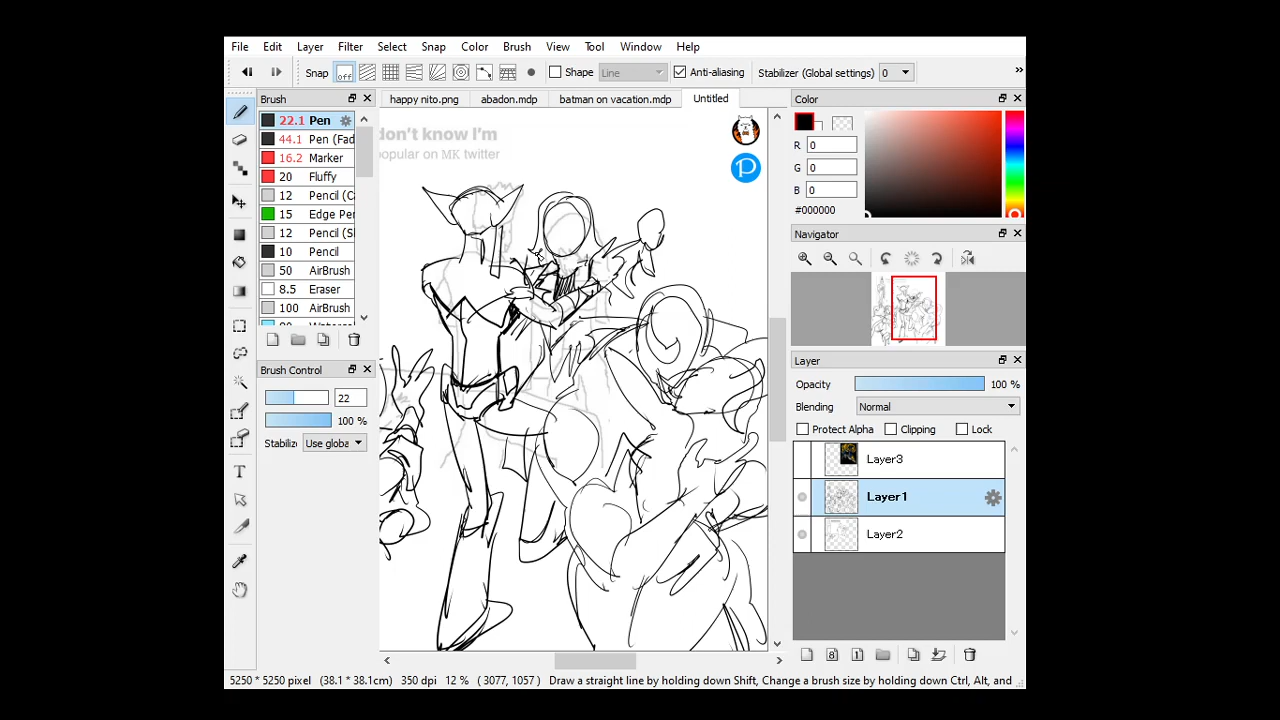 File Edit Layer Filter Select Snap Color Brush View Tool Window Help
Snap off Shape Line Anti-aliasing Stabilizer (Global settings) 0 »
Brush
happy nito.png abadon.mdp batman on vacation.mdp Untitled
Color
22.1 Pen
44.1 Pen (Fad
16.2 Marker
20 Fluffy
12 Pencil (C
15 Edge Pen
12 Pencil (S
10 Pencil
50 AirBrush
8.5 Eraser
100 AirBrush
Brush Control
22
100 %
Stabiliz Use globa
T
don't know I'm
popular on MK twitter
P
R 0
G 0
B 0
#000000
Navigator
Layer
Opacity 100 %
Blending Normal
Protect Alpha Clipping Lock
Layer3
Layer1
Layer2
8 1
5250 * 5250 pixel (38.1 * 38.1cm) 350 dpi 12 % ( 3077, 1057 ) Draw a straight line by holding down Shift, Change a brush size by holding down Ctrl, Alt, and